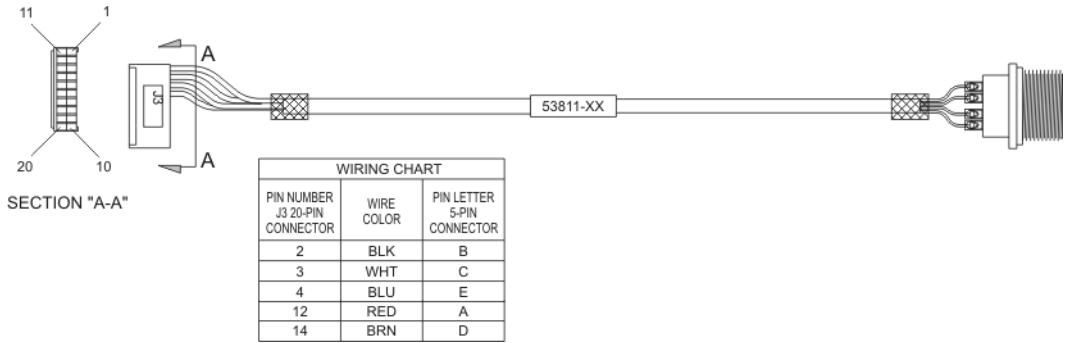 11 1
20 10
SECTION "A-A"
A
J3
A
53811-XX
WIRING CHART
PIN NUMBER J3 20-PIN CONNECTOR WIRE COLOR PIN LETTER 5-PIN CONNECTOR
2 BLK B
3 WHT C
4 BLU E
12 RED A
14 BRN D